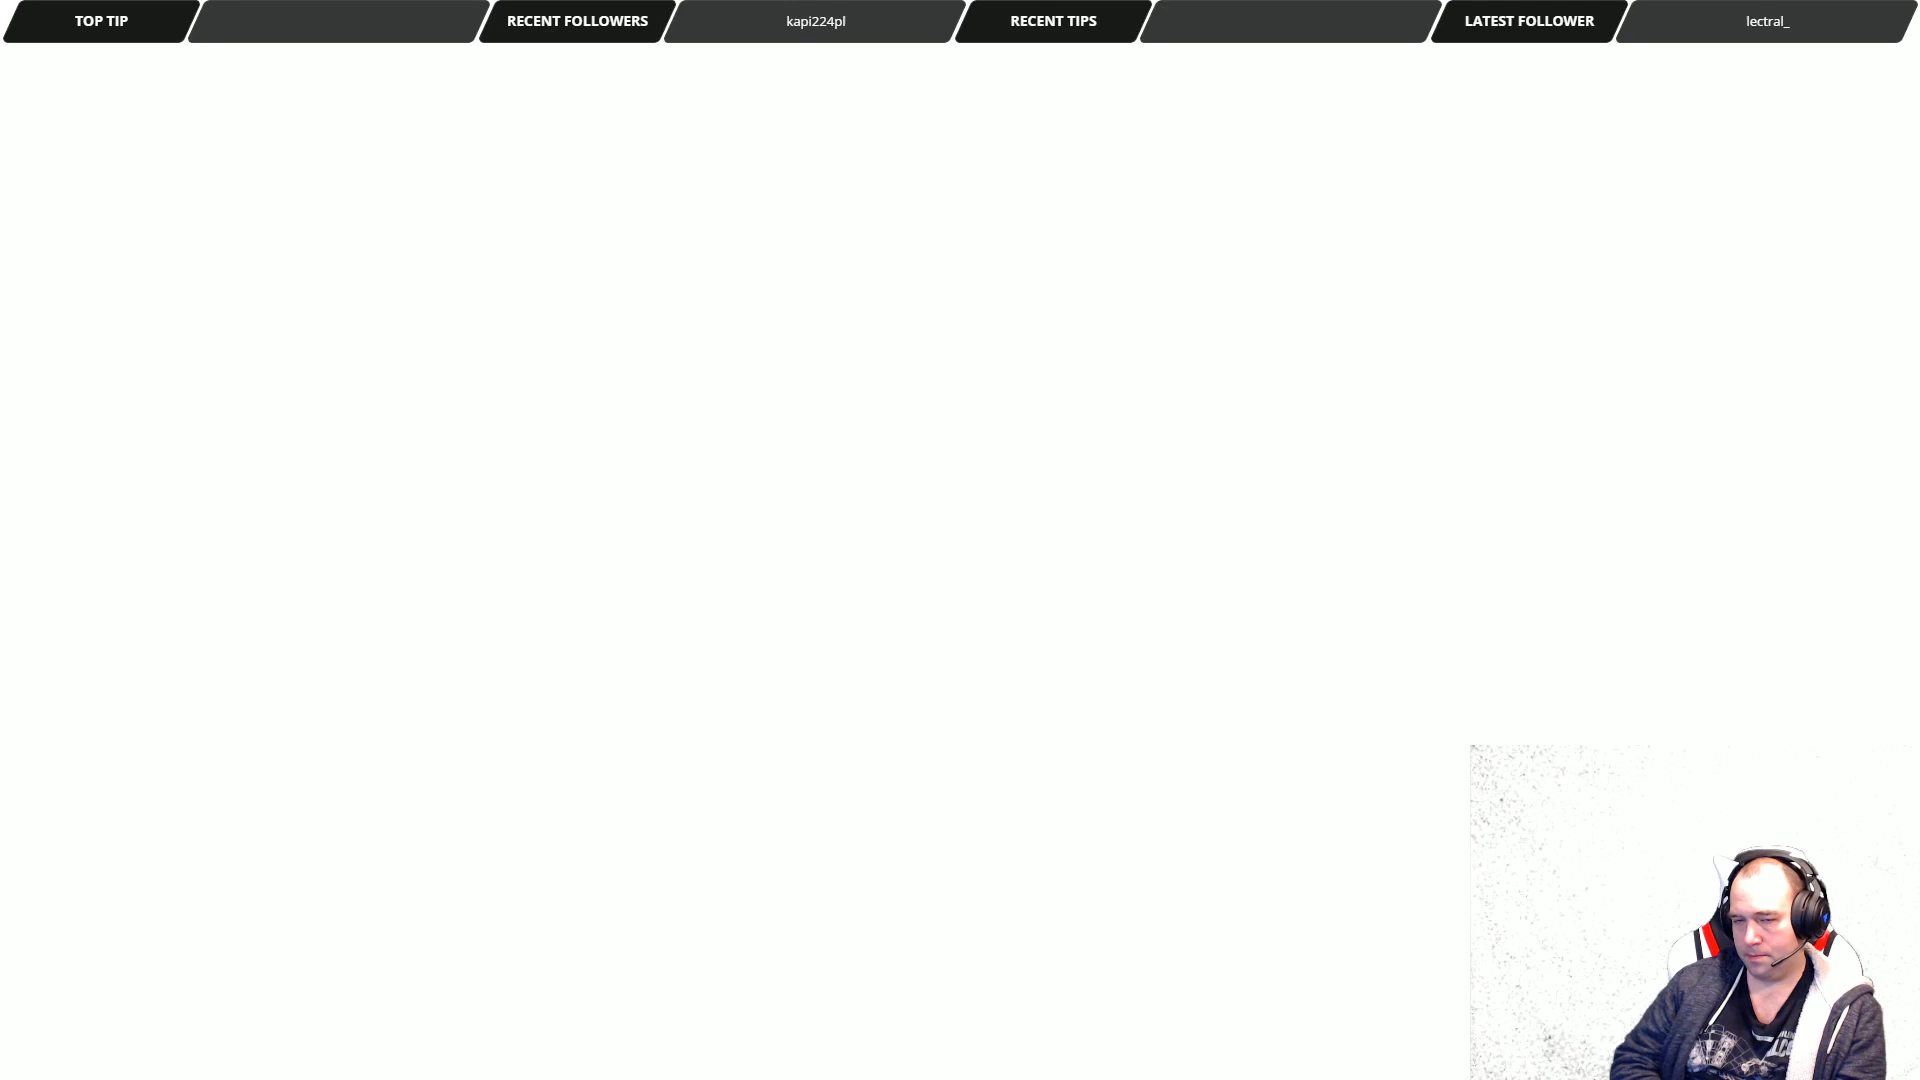 TOP TIP
RECENT FOLLOWERS
kapi224pl
RECENT TIPS
LATEST FOLLOWER
lectral_